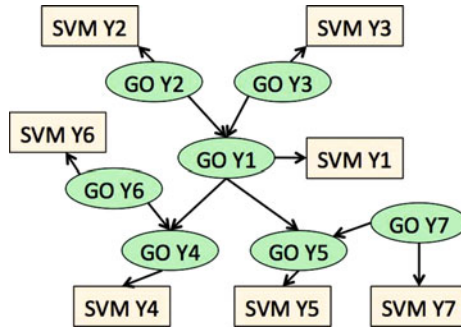 SVM Y2
SVM Y3
GO Y2
GO Y3
SVM Y6
GO Y1
SVM Y1
GO Y6
GO Y7
GO Y4
GO Y5
SVM Y4
SVM Y5
SVM Y7